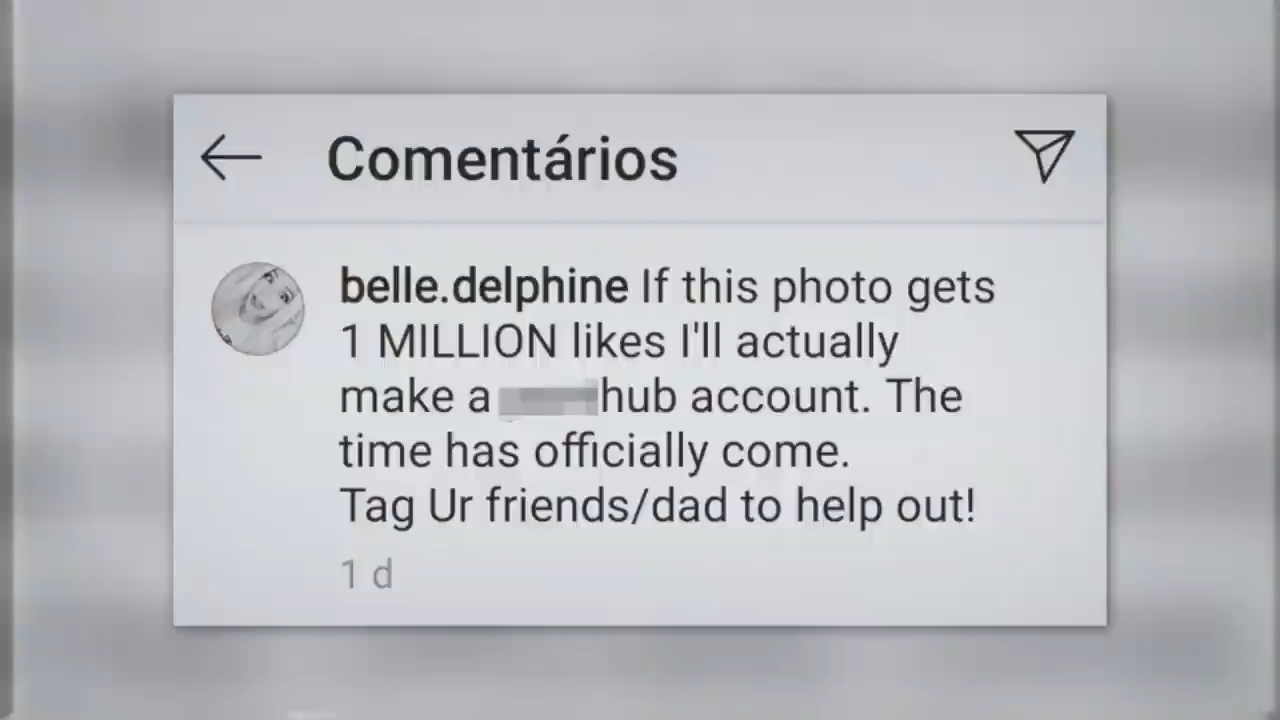 Comentários
belle.delphine If this photo gets
1 MILLION likes I'll actually
make a hub account. The
time has officially come.
Tag Ur friends/dad to help out!
1 d